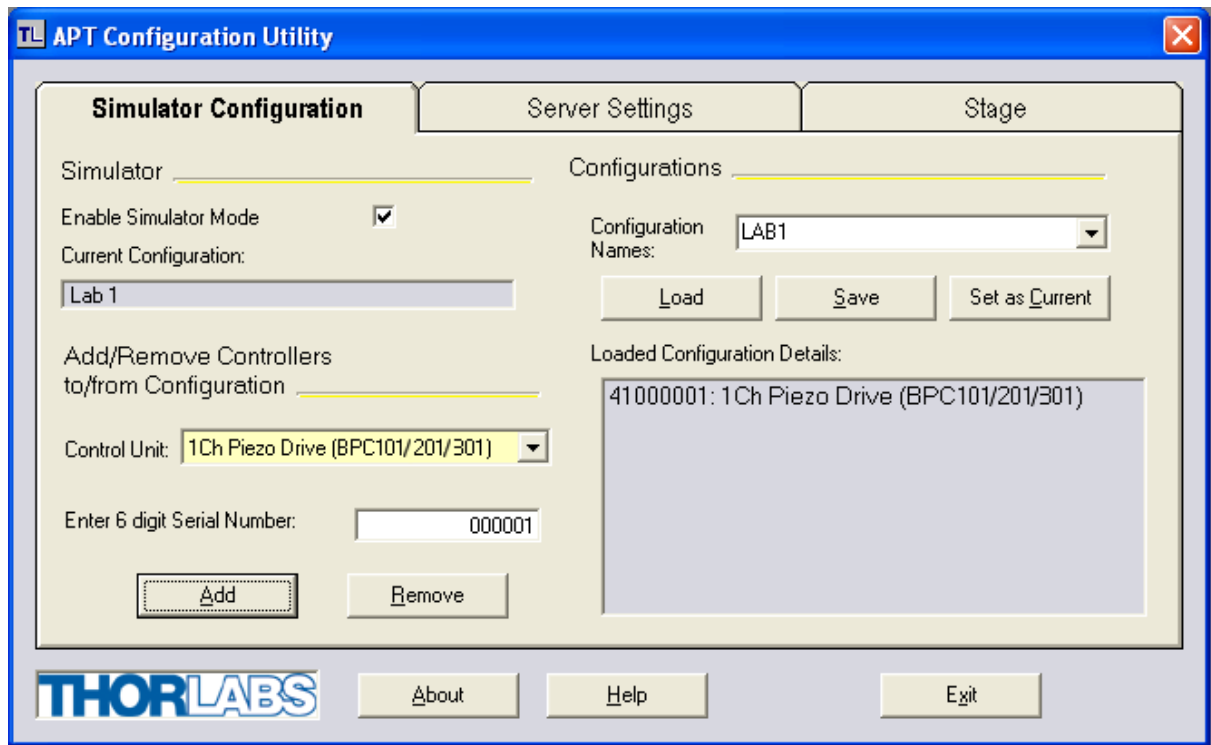 TL APT Configuration Utility
Simulator Configuration
Server Settings
Stage
Simulator
Enable Simulator Mode
Current Configuration:
Lab 1
Add/Remove Controllers
to/from Configuration
Control Unit: 1Ch Piezo Drive (BPC101/201/301)
Enter 6 digit Serial Number: 000001
Add
Remove
Configurations
Configuration
Names:
LAB1
Load
Save
Set as Current
Loaded Configuration Details:
41000001: 1Ch Piezo Drive (BPC101/201/301)
THORLABS
About
Help
Exit